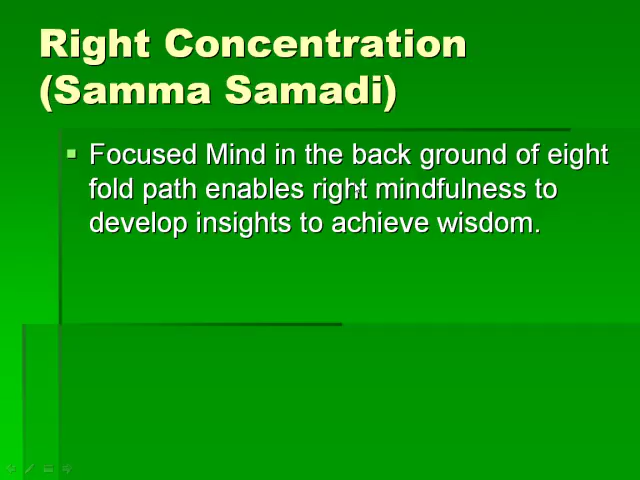 Right Concentration
(Samma Samadi)
Focused Mind in the back ground of eight
fold path enables right mindfulness to
develop insights to achieve wisdom.